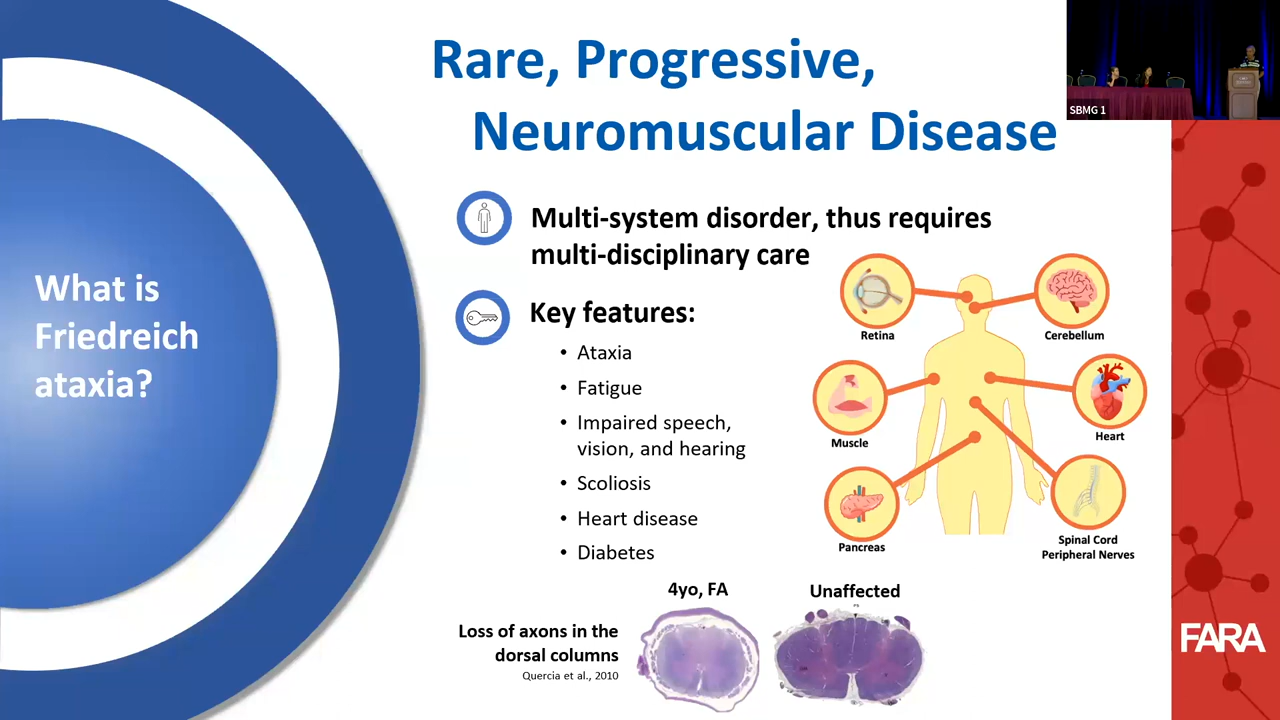 Rare, Progressive,
Neuromuscular Disease
SBMG 1
What is
Friedreich
ataxia?
Multi-system disorder, thus requires
multi-disciplinary care
Key features:
• Ataxia
• Fatigue
• Impaired speech,
vision, and hearing
• Scoliosis
• Heart disease
• Diabetes
Retina
Cerebellum
Muscle
Heart
Pancreas
Spinal Cord
Peripheral Nerves
4yo, FA
Unaffected
Loss of axons in the
dorsal columns
Quercia et al., 2010
FARA